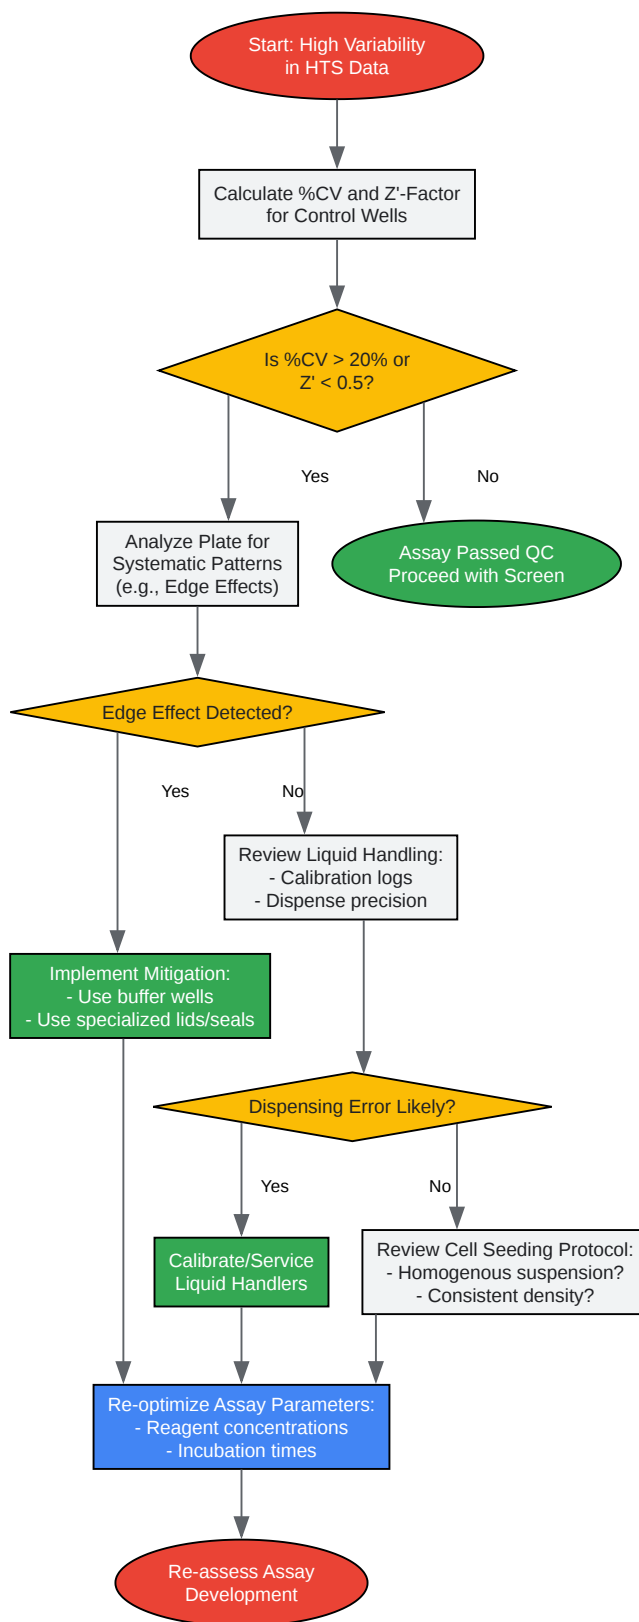 Start: High Variability
in HTS Data
Calculate %CV and Z'-Factor
for Control Wells
Is %CV > 20% or
Z' < 0.5?
Yes
No
Analyze Plate for
Systematic Patterns
(e.g., Edge Effects)
Assay Passed QC
Proceed with Screen
Edge Effect Detected?
Yes
No
Review Liquid Handling:
- Calibration logs
- Dispense precision
Implement Mitigation:
- Use buffer wells
- Use specialized lids/seals
Dispensing Error Likely?
Yes
No
Calibrate/Service
Liquid Handlers
Review Cell Seeding Protocol:
- Homogenous suspension?
- Consistent density?
Re-optimize Assay Parameters:
- Reagent concentrations
- Incubation times
Re-assess Assay
Development